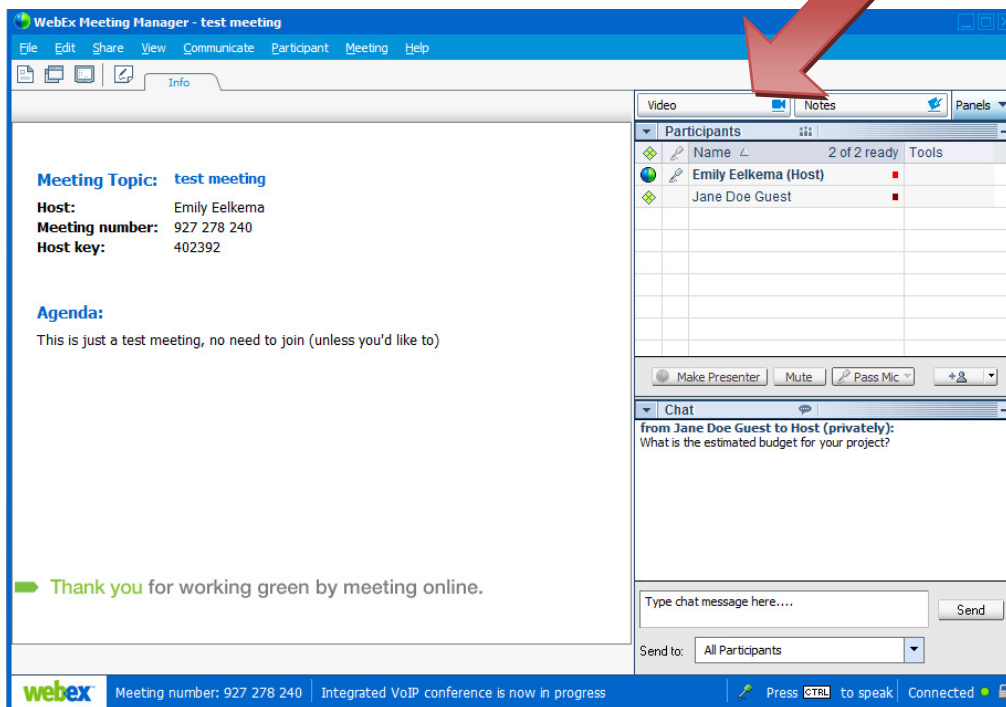 WebEx Meeting Manager - test meeting
File Edit Share View Communicate Participant Meeting Help
Info
Video Notes Panels
Participants
Name 2 of 2 ready Tools
Emily Eelkema (Host)
Jane Doe Guest
Meeting Topic: test meeting
Host: Emily Eelkema
Meeting number: 927 278 240
Host key: 402392
Agenda:
This is just a test meeting, no need to join (unless you'd like to)
Make Presenter Mute Pass Mic
Chat
from Jane Doe Guest to Host (privately):
What is the estimated budget for your project?
Thank you for working green by meeting online.
Type chat message here....
Send
Send to: All Participants
webex Meeting number: 927 278 240 Integrated VoIP conference is now in progress Press CTRL to speak Connected